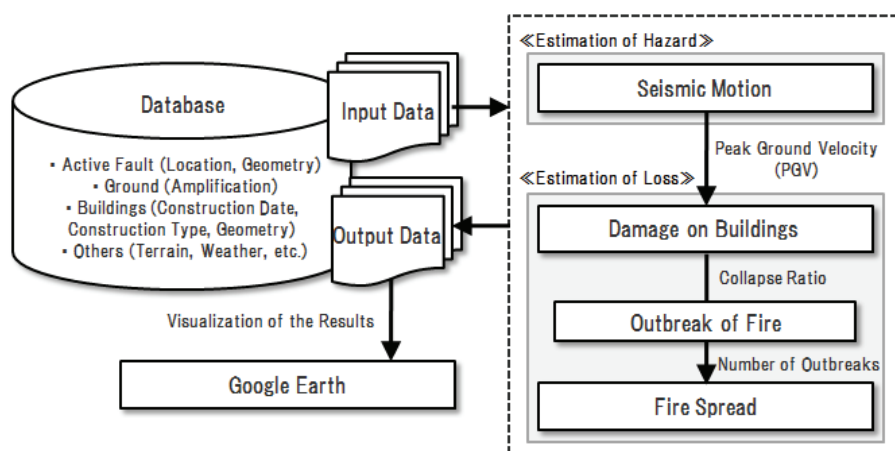 Database
▪ Active Fault (Location, Geometry)
▪ Ground (Amplification)
▪ Buildings (Construction Date,
Construction Type, Geometry)
▪ Others (Terrain, Weather, etc.)
Input Data
Output Data
Visualization of the Results
Google Earth
≪Estimation of Hazard≫
Seismic Motion
Peak Ground Velocity
(PGV)
≪Estimation of Loss≫
Damage on Buildings
Collapse Ratio
Outbreak of Fire
Number of Outbreaks
Fire Spread